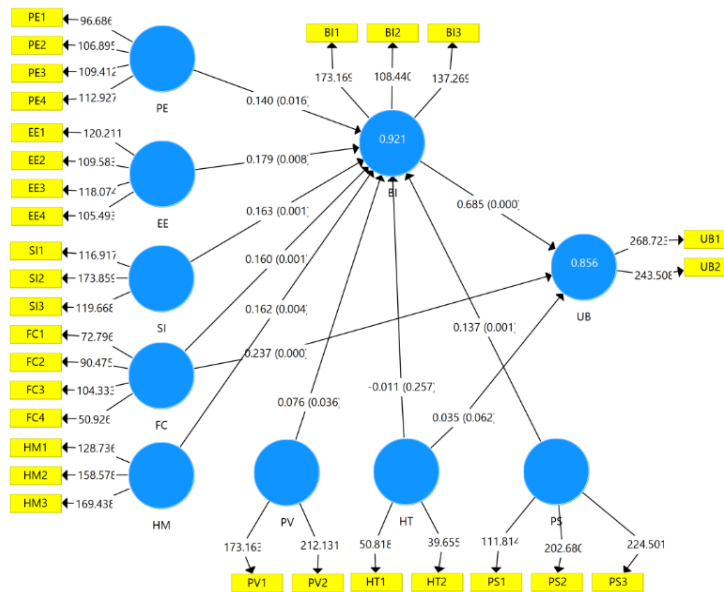 PE1
96.686
PE2
106.895
PE3
109.412
PE4
112.927
PE
EE1
120.211
EE2
109.583
EE3
118.074
EE4
105.493
EE
SI1
116.917
SI2
173.859
SI3
119.668
SI
FC1
72.796
FC2
90.475
FC3
104.333
FC4
50.926
FC
HM1
128.736
HM2
158.578
HM3
169.438
HM
BI1
BI2
BI3
173.169
108.440
137.269
0.921
BI
0.140 (0.016)
0.179 (0.008)
0.163 (0.001)
0.160 (0.001)
0.162 (0.004)
0.237 (0.000)
0.076 (0.036)
-0.011 (0.257)
0.035 (0.062)
0.137 (0.001)
0.685 (0.000)
0.856
UB
268.723
UB1
243.508
UB2
PV
HT
PS
173.163
212.131
50.818
39.655
111.814
202.680
224.501
PV1
PV2
HT1
HT2
PS1
PS2
PS3